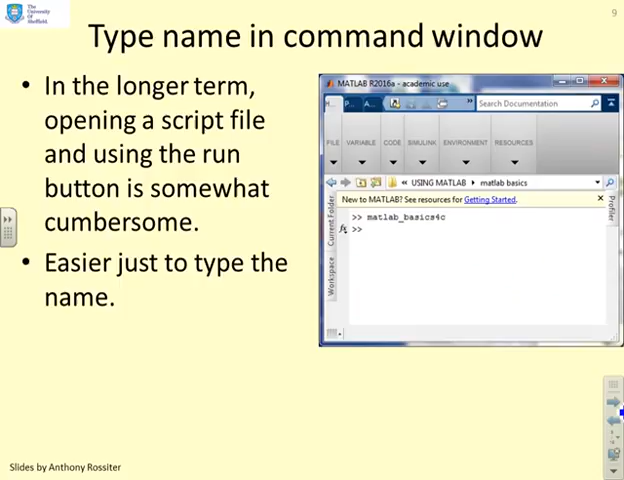 The
University
Of
Sheffield.
9
Type name in command window
• In the longer term,
opening a script file
and using the run
button is somewhat
cumbersome.
• Easier just to type the
name.
MATLAB R2016a - academic use
H... P... A... Search Documentation
FILE VARIABLE CODE SIMULINK ENVIRONMENT RESOURCES
« USING MATLAB ▸ matlab basics
New to MATLAB? See resources for Getting Started.
Current Folder
Workspace
Profiler
>> matlab_basics4c
fx >>
Slides by Anthony Rossiter